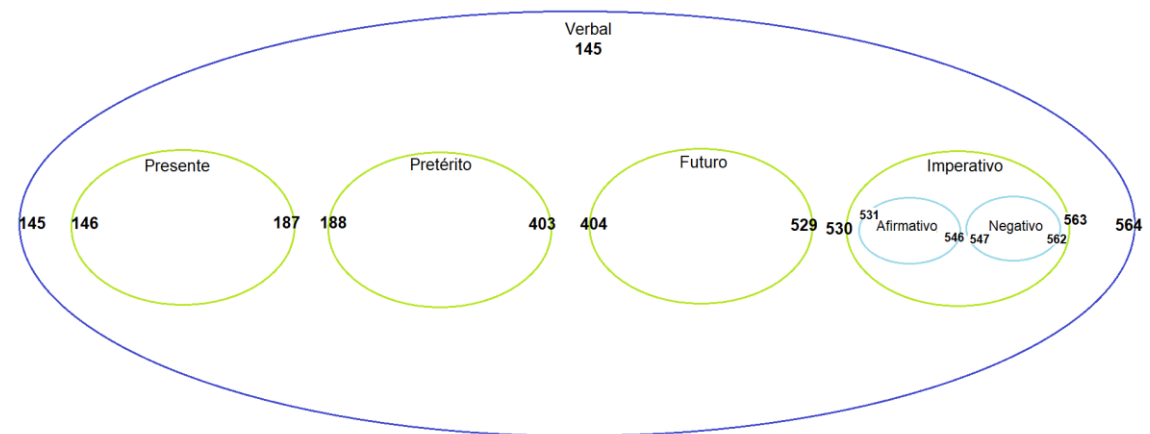 Verbal
145
Presente
Pretérito
Futuro
Imperativo
145
146
187
188
403
404
529
530
531
Afirmativo
546
547
Negativo
562
563
564